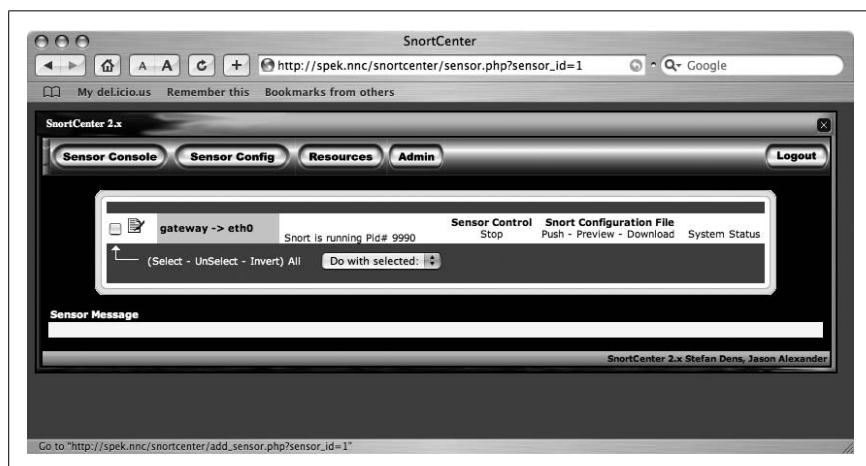 SnortCenter
A A + http://spek.nnc/snortcenter/sensor.php?sensor_id=1 Q Google
My del.icio.us Remember this Bookmarks from others
SnortCenter 2.x
Sensor Console Sensor Config Resources Admin Logout
gateway -> eth0 Snort is running Pid# 9990 Sensor Control Snort Configuration File
Stop Push - Preview - Download System Status
(Select - UnSelect - Invert) All Do with selected:
Sensor Message
SnortCenter 2.x Stefan Dens, Jason Alexander
Go to "http://spek.nnc/snortcenter/add_sensor.php?sensor_id=1"